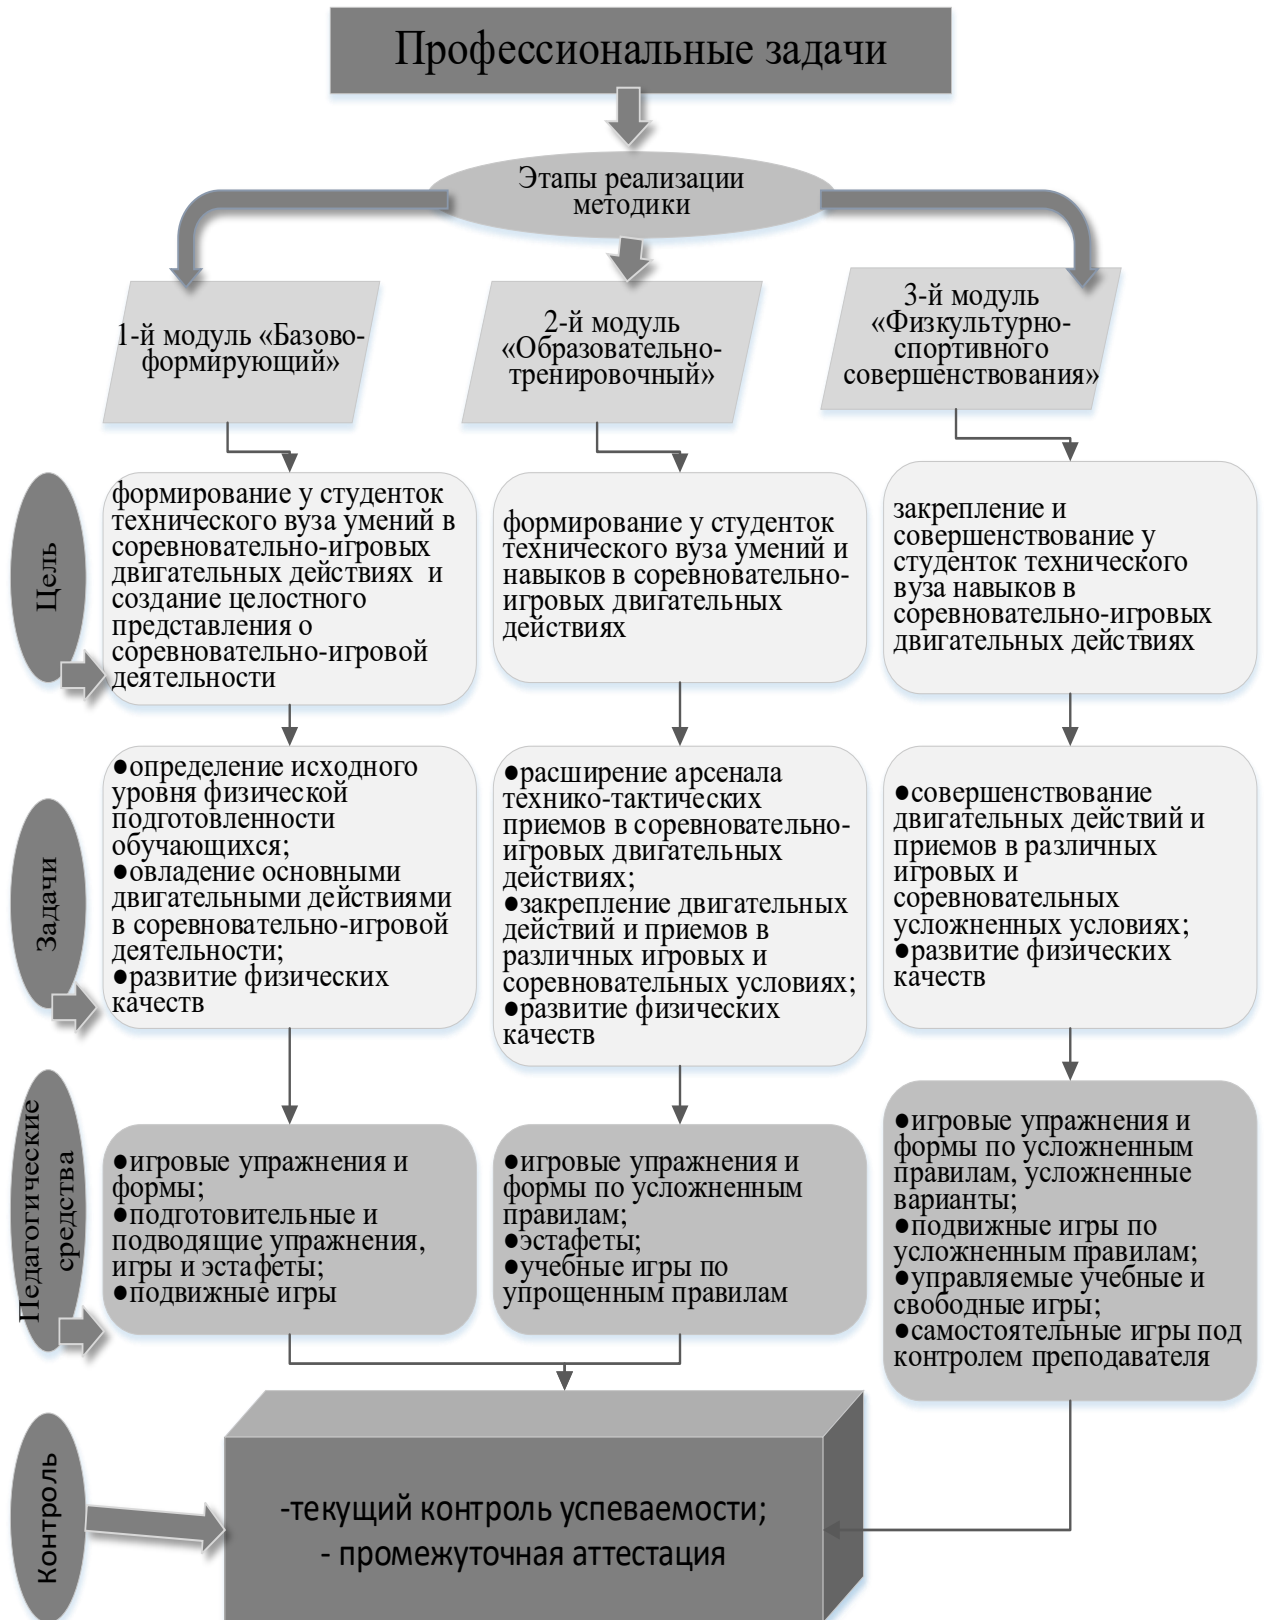 Профессиональные задачи
Этапы реализации
методики
1-й модуль «Базово-
формирующий»
2-й модуль
«Образовательно-
тренировочный»
3-й модуль
«Физкультурно-
спортивного
совершенствования»
Цель
формирование у студенток
технического вуза умений в
соревновательно-игровых
двигательных действиях и
создание целостного
представления о
соревновательно-игровой
деятельности
формирование у студенток
технического вуза умений и
навыков в соревновательно-
игровых двигательных
действиях
закрепление и
совершенствование у
студенток технического
вуза навыков в
соревновательно-игровых
двигательных действиях
Задачи
●определение исходного
уровня физической
подготовленности
обучающихся;
●овладение основными
двигательными действиями
в соревновательно-игровой
деятельности;
●развитие физических
качеств
●расширение арсенала
технико-тактических
приемов в соревновательно-
игровых двигательных
действиях;
●закрепление двигательных
действий и приемов в
различных игровых и
соревновательных условиях;
●развитие физических
качеств
●совершенствование
двигательных действий и
приемов в различных
игровых и
соревновательных
усложненных условиях;
●развитие физических
качеств
Педагогические
средства
●игровые упражнения и
формы;
●подготовительные и
подводящие упражнения,
игры и эстафеты;
●подвижные игры
●игровые упражнения и
формы по усложненным
правилам;
●эстафеты;
●учебные игры по
упрощенным правилам
●игровые упражнения и
формы по усложненным
правилам, усложненные
варианты;
●подвижные игры по
усложненным правилам;
●управляемые учебные и
свободные игры;
●самостоятельные игры под
контролем преподавателя
Контроль
-текущий контроль успеваемости;
- промежуточная аттестация